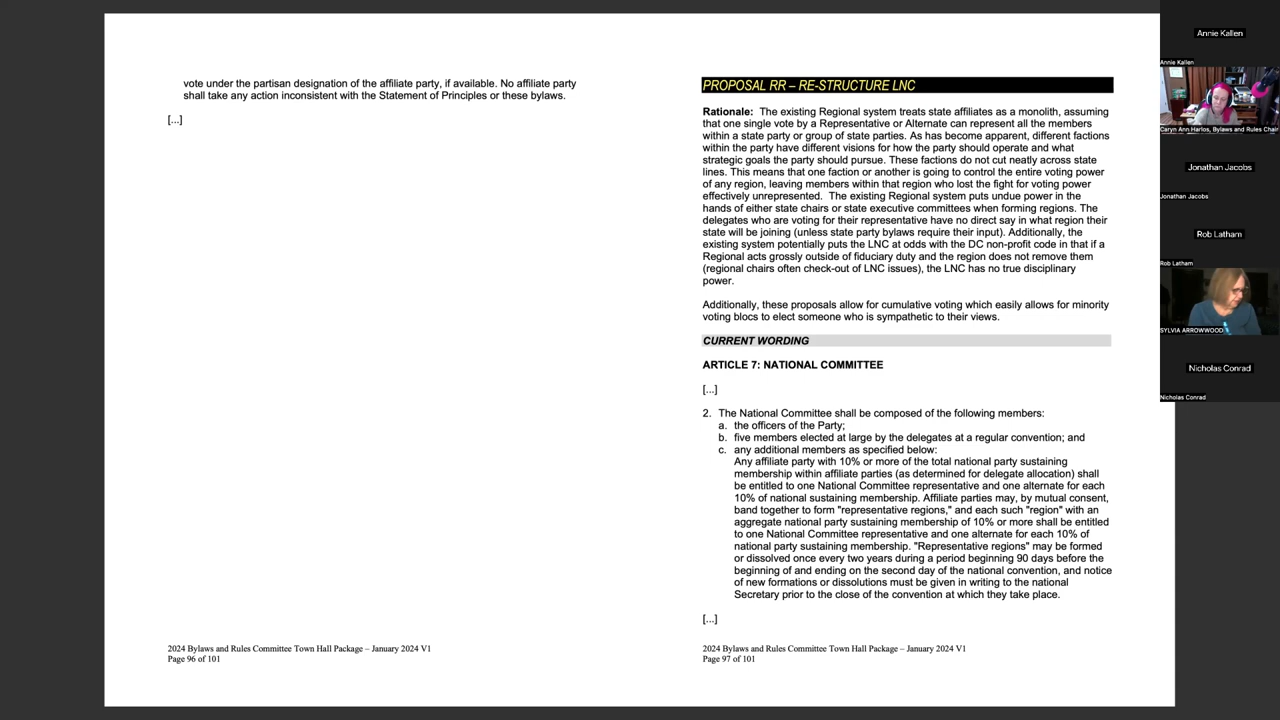 vote under the partisan designation of the affiliate party, if available. No affiliate party
shall take any action inconsistent with the Statement of Principles or these bylaws.
[...]
2024 Bylaws and Rules Committee Town Hall Package – January 2024 V1
Page 96 of 101
PROPOSAL RR – RE-STRUCTURE LNC
Rationale: The existing Regional system treats state affiliates as a monolith, assuming
that one single vote by a Representative or Alternate can represent all the members
within a state party or group of state parties. As has become apparent, different factions
within the party have different visions for how the party should operate and what
strategic goals the party should pursue. These factions do not cut neatly across state
lines. This means that one faction or another is going to control the entire voting power
of any region, leaving members within that region who lost the fight for voting power
effectively unrepresented. The existing Regional system puts undue power in the
hands of either state chairs or state executive committees when forming regions. The
delegates who are voting for their representative have no direct say in what region their
state will be joining (unless state party bylaws require their input). Additionally, the
existing system potentially puts the LNC at odds with the DC non-profit code in that if a
Regional acts grossly outside of fiduciary duty and the region does not remove them
(regional chairs often check-out of LNC issues), the LNC has no true disciplinary
power.
Additionally, these proposals allow for cumulative voting which easily allows for minority
voting blocs to elect someone who is sympathetic to their views.
CURRENT WORDING
ARTICLE 7: NATIONAL COMMITTEE
[...]
2. The National Committee shall be composed of the following members:
a. the officers of the Party;
b. five members elected at large by the delegates at a regular convention; and
c. any additional members as specified below:
Any affiliate party with 10% or more of the total national party sustaining
membership within affiliate parties (as determined for delegate allocation) shall
be entitled to one National Committee representative and one alternate for each
10% of national sustaining membership. Affiliate parties may, by mutual consent,
band together to form "representative regions," and each such "region" with an
aggregate national party sustaining membership of 10% or more shall be entitled
to one National Committee representative and one alternate for each 10% of
national party sustaining membership. "Representative regions" may be formed
or dissolved once every two years during a period beginning 90 days before the
beginning of and ending on the second day of the national convention, and notice
of new formations or dissolutions must be given in writing to the national
Secretary prior to the close of the convention at which they take place.
[...]
2024 Bylaws and Rules Committee Town Hall Package – January 2024 V1
Page 97 of 101
Annie Kallen
Annie Kallen
Caryn Ann Harlos, Bylaws and Rules Chair
Jonathan Jacobs
Jonathan Jacobs
Rob Latham
Rob Latham
SYLVIA ARROWWOOD
Nicholas Conrad
Nicholas Conrad